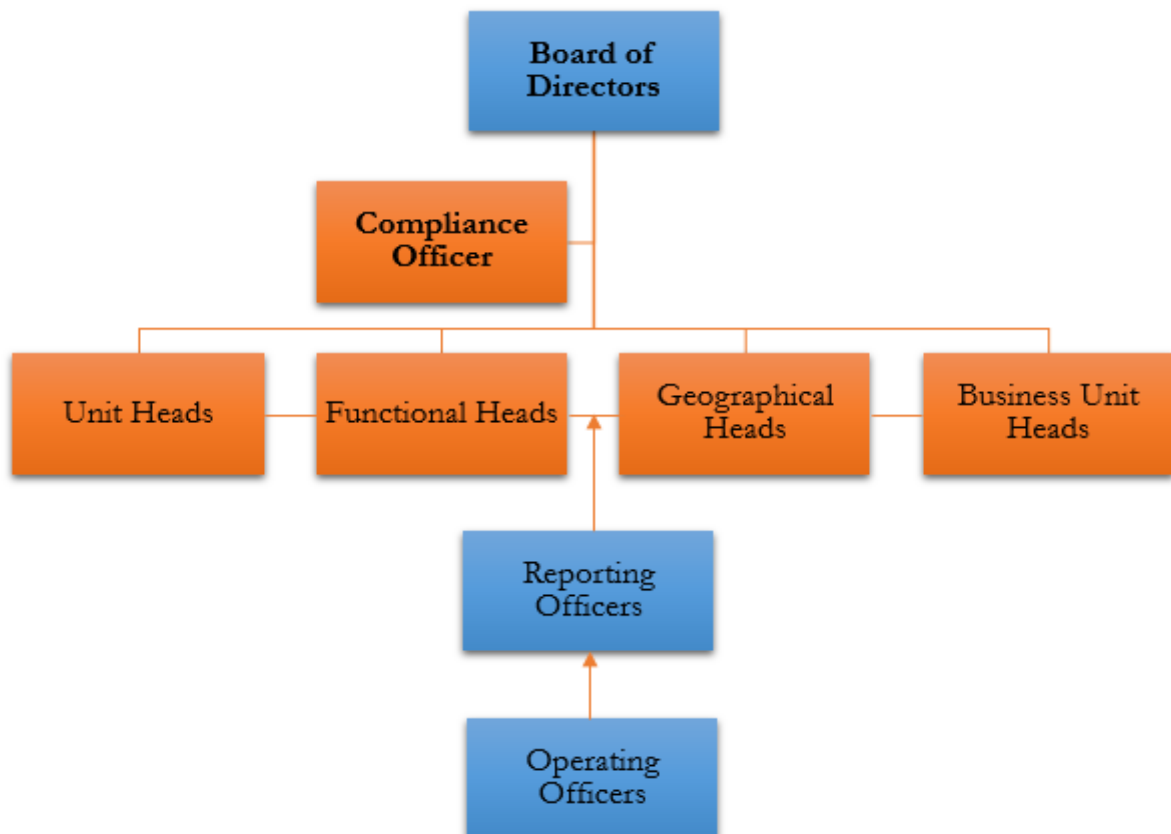 Board of
Directors
Compliance
Officer
Unit Heads
Functional Heads
Geographical
Heads
Business Unit
Heads
Reporting
Officers
Operating
Officers